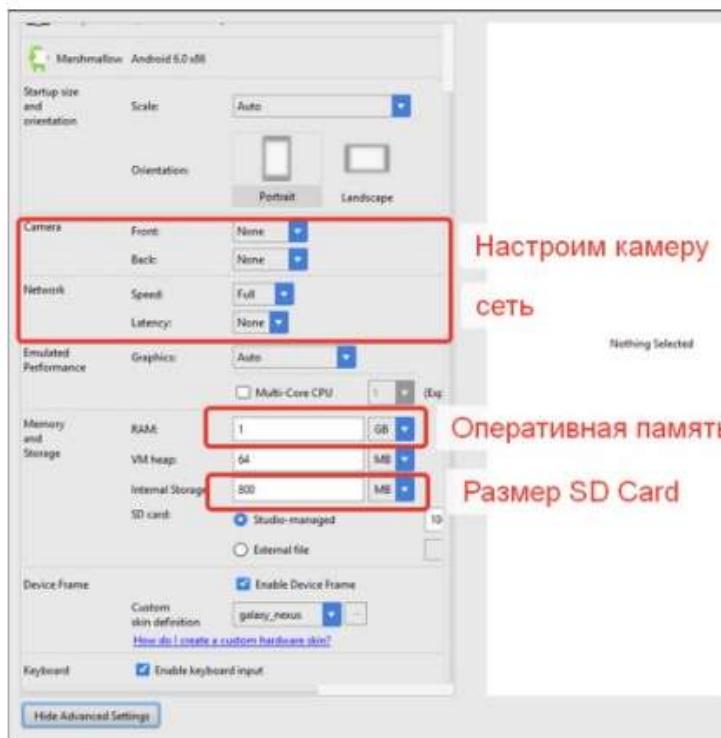 Marshmallow Android 6.0 x86
Startup size
and
orientation
Scale:
Auto
Orientation:
Portrait
Landscape
Camera
Front:
None
Back:
None
Настроим камеру
Network
Speed:
Full
сеть
Latency:
None
Nothing Selected
Emulated
Performance
Graphics:
Auto
Multi-Core CPU
1
Memory
and
Storage
RAM:
1
GB
Оперативная память
VM heap:
64
MB
Internal Storage:
800
MB
Размер SD Card
SD card:
Studio-managed
External file
Device Frame
Enable Device Frame
Custom
skin definition
galaxy_nexus
...
How do I create a custom hardware skin?
Keyboard
Enable keyboard input
Hide Advanced Settings